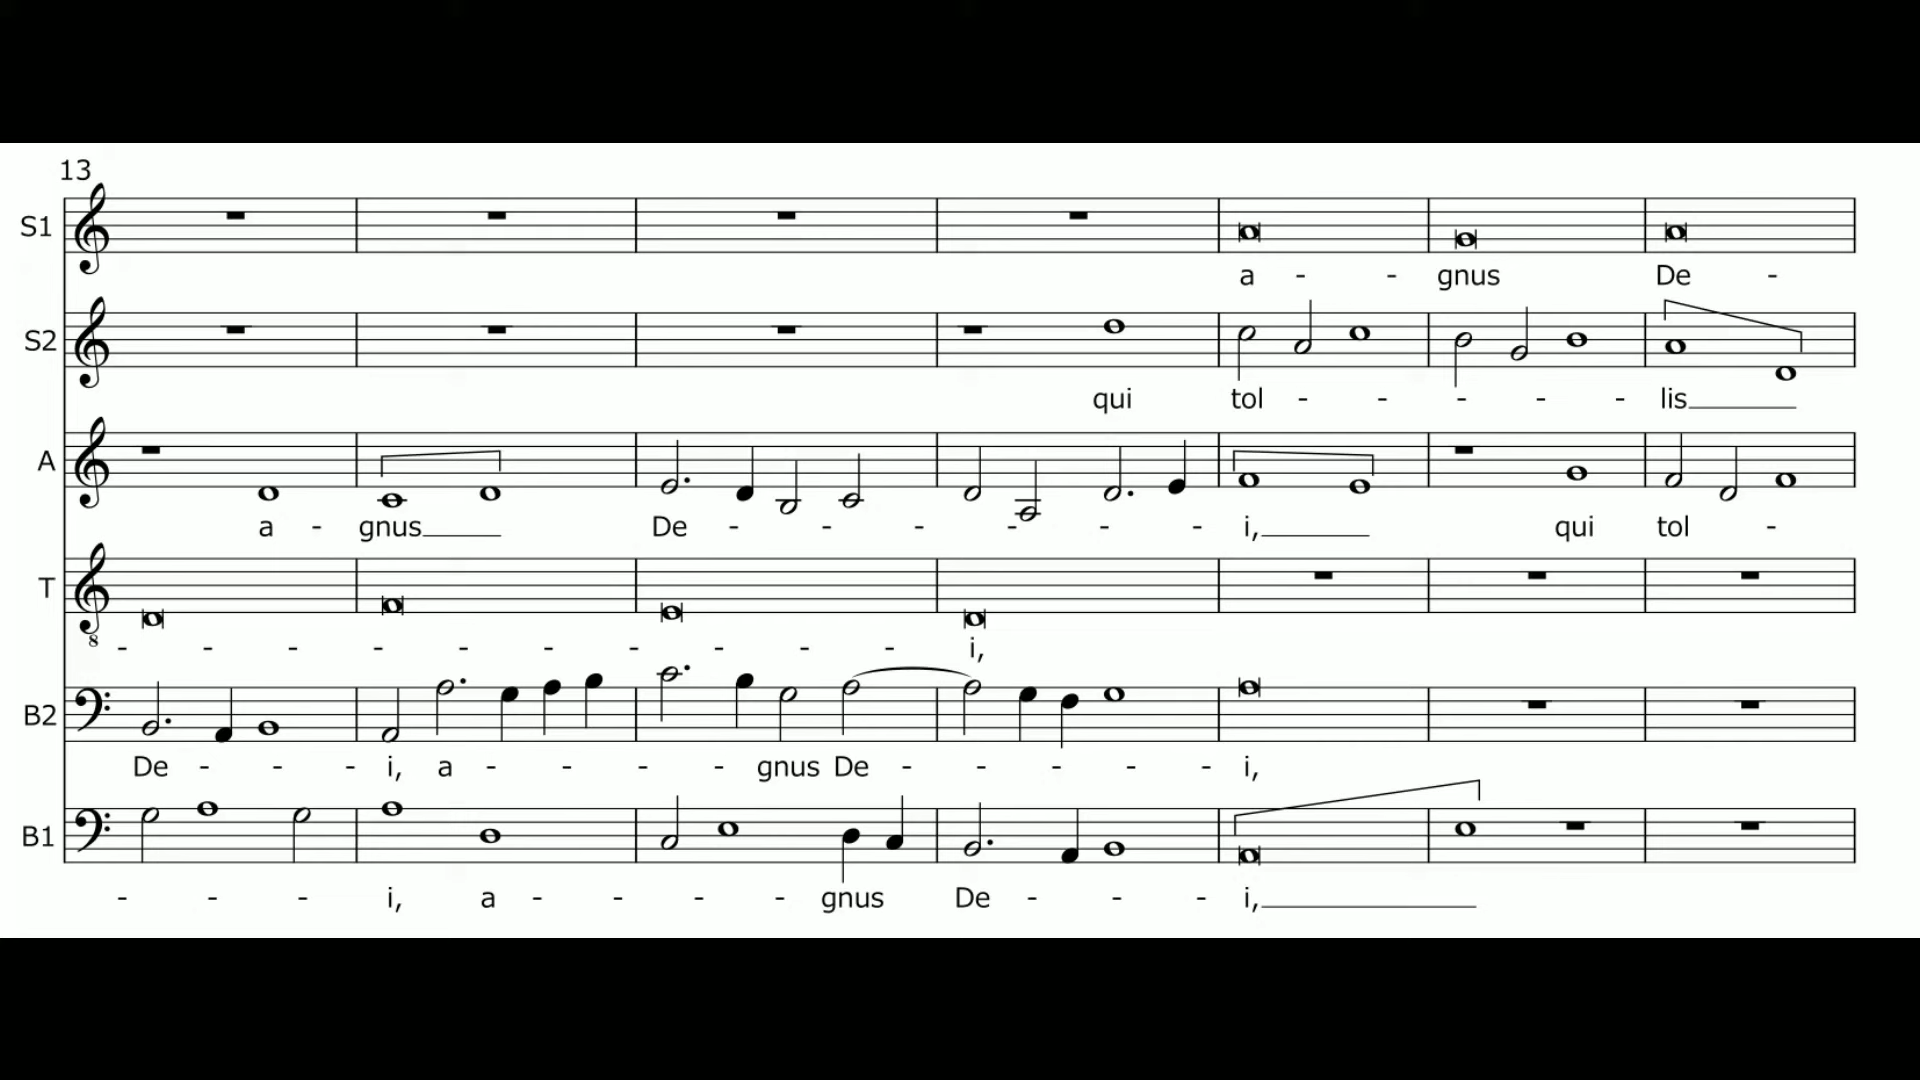 13
S1
a - - gnus De -
S2
qui tol - - - - - lis
A
a - gnus De - - - - - - i, qui tol -
T
8
- - - - - - - - - - i,
B2
De - - - i, a - - - - gnus De - - - - - i,
B1
- - - i, a - - - - gnus De - - - i,